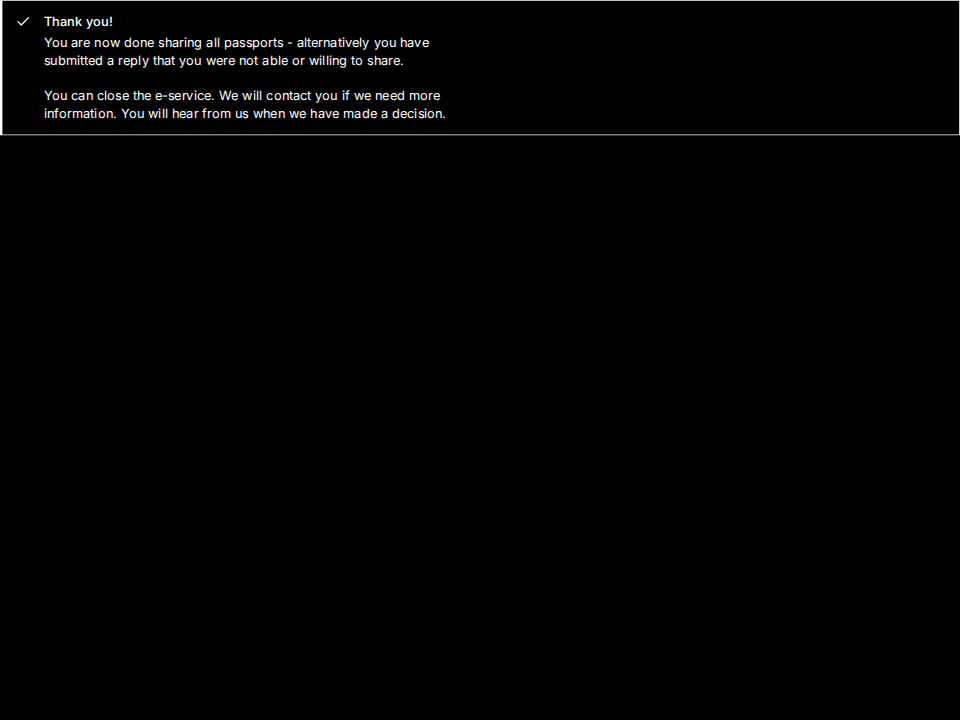 Thank you!
You are now done sharing all passports - alternatively you have
submitted a reply that you were not able or willing to share.
You can close the e-service. We will contact you if we need more
information. You will hear from us when we have made a decision.